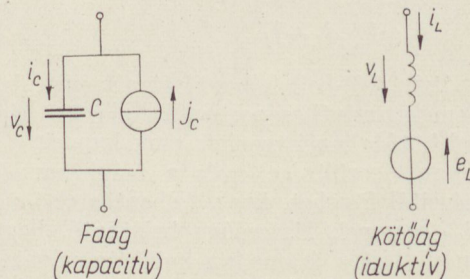 i_C
v_C
C
j_C
Faág
(kapacitív)
i_L
v_L
e_L
Kötőág
(iduktív)